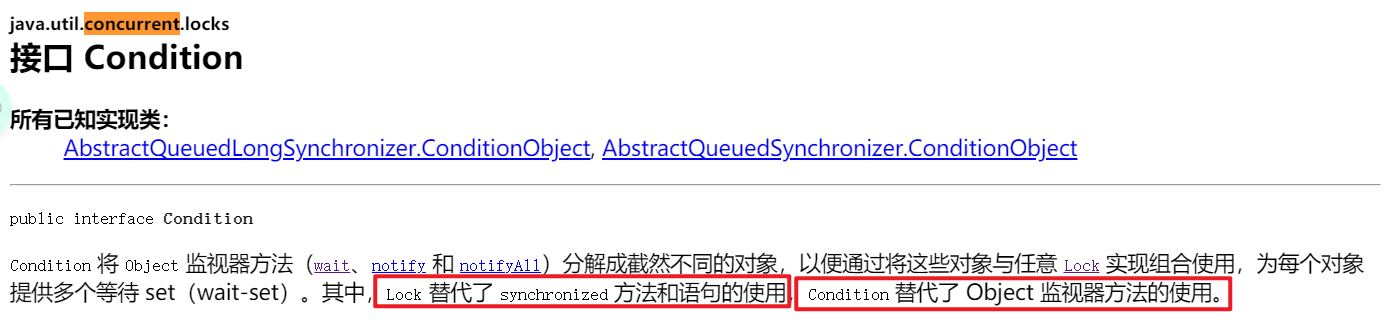 java.util.concurrent.locks
接口 Condition
所有已知实现类：
AbstractQueuedLongSynchronizer.ConditionObject, AbstractQueuedSynchronizer.ConditionObject
public interface Condition
Condition 将 Object 监视器方法（wait、notify 和 notifyAll）分解成截然不同的对象，以便通过将这些对象与任意 Lock 实现组合使用，为每个对象
提供多个等待 set（wait-set）。其中，Lock 替代了 synchronized 方法和语句的使用，Condition 替代了 Object 监视器方法的使用。